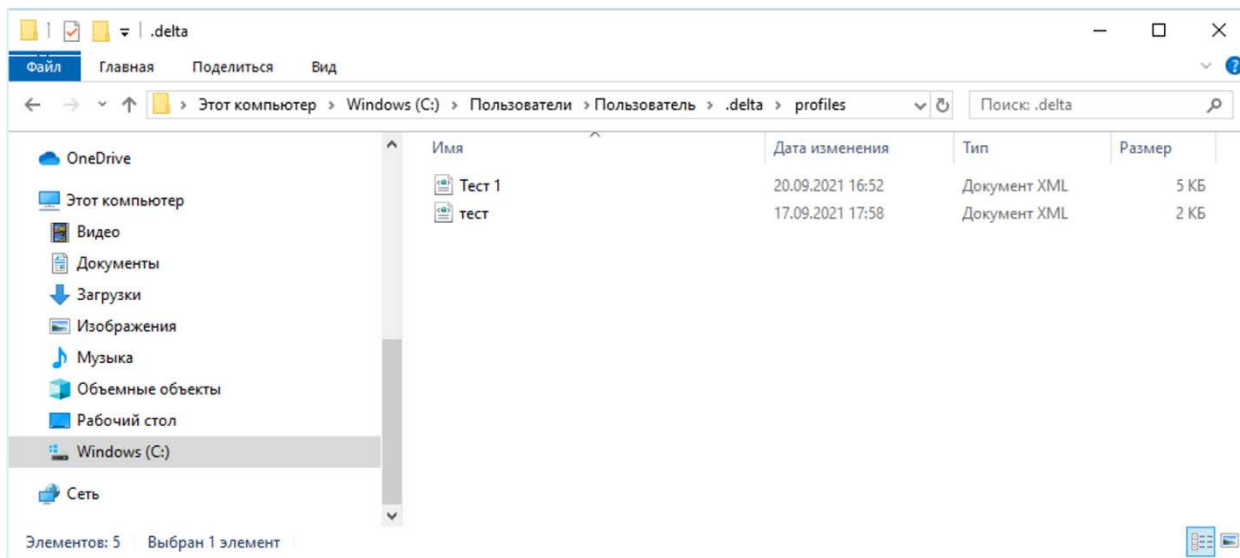 .delta
Файл Главная Поделиться Вид
Этот компьютер Windows (C:) Пользователи Пользователь .delta profiles Поиск: .delta
Имя Дата изменения Тип Размер
OneDrive
Этот компьютер
Видео
Документы
Загрузки
Изображения
Музыка
Объемные объекты
Рабочий стол
Windows (C:)
Сеть
Тест 1 20.09.2021 16:52 Документ XML 5 КБ
тест 17.09.2021 17:58 Документ XML 2 КБ
Элементов: 5 Выбран 1 элемент